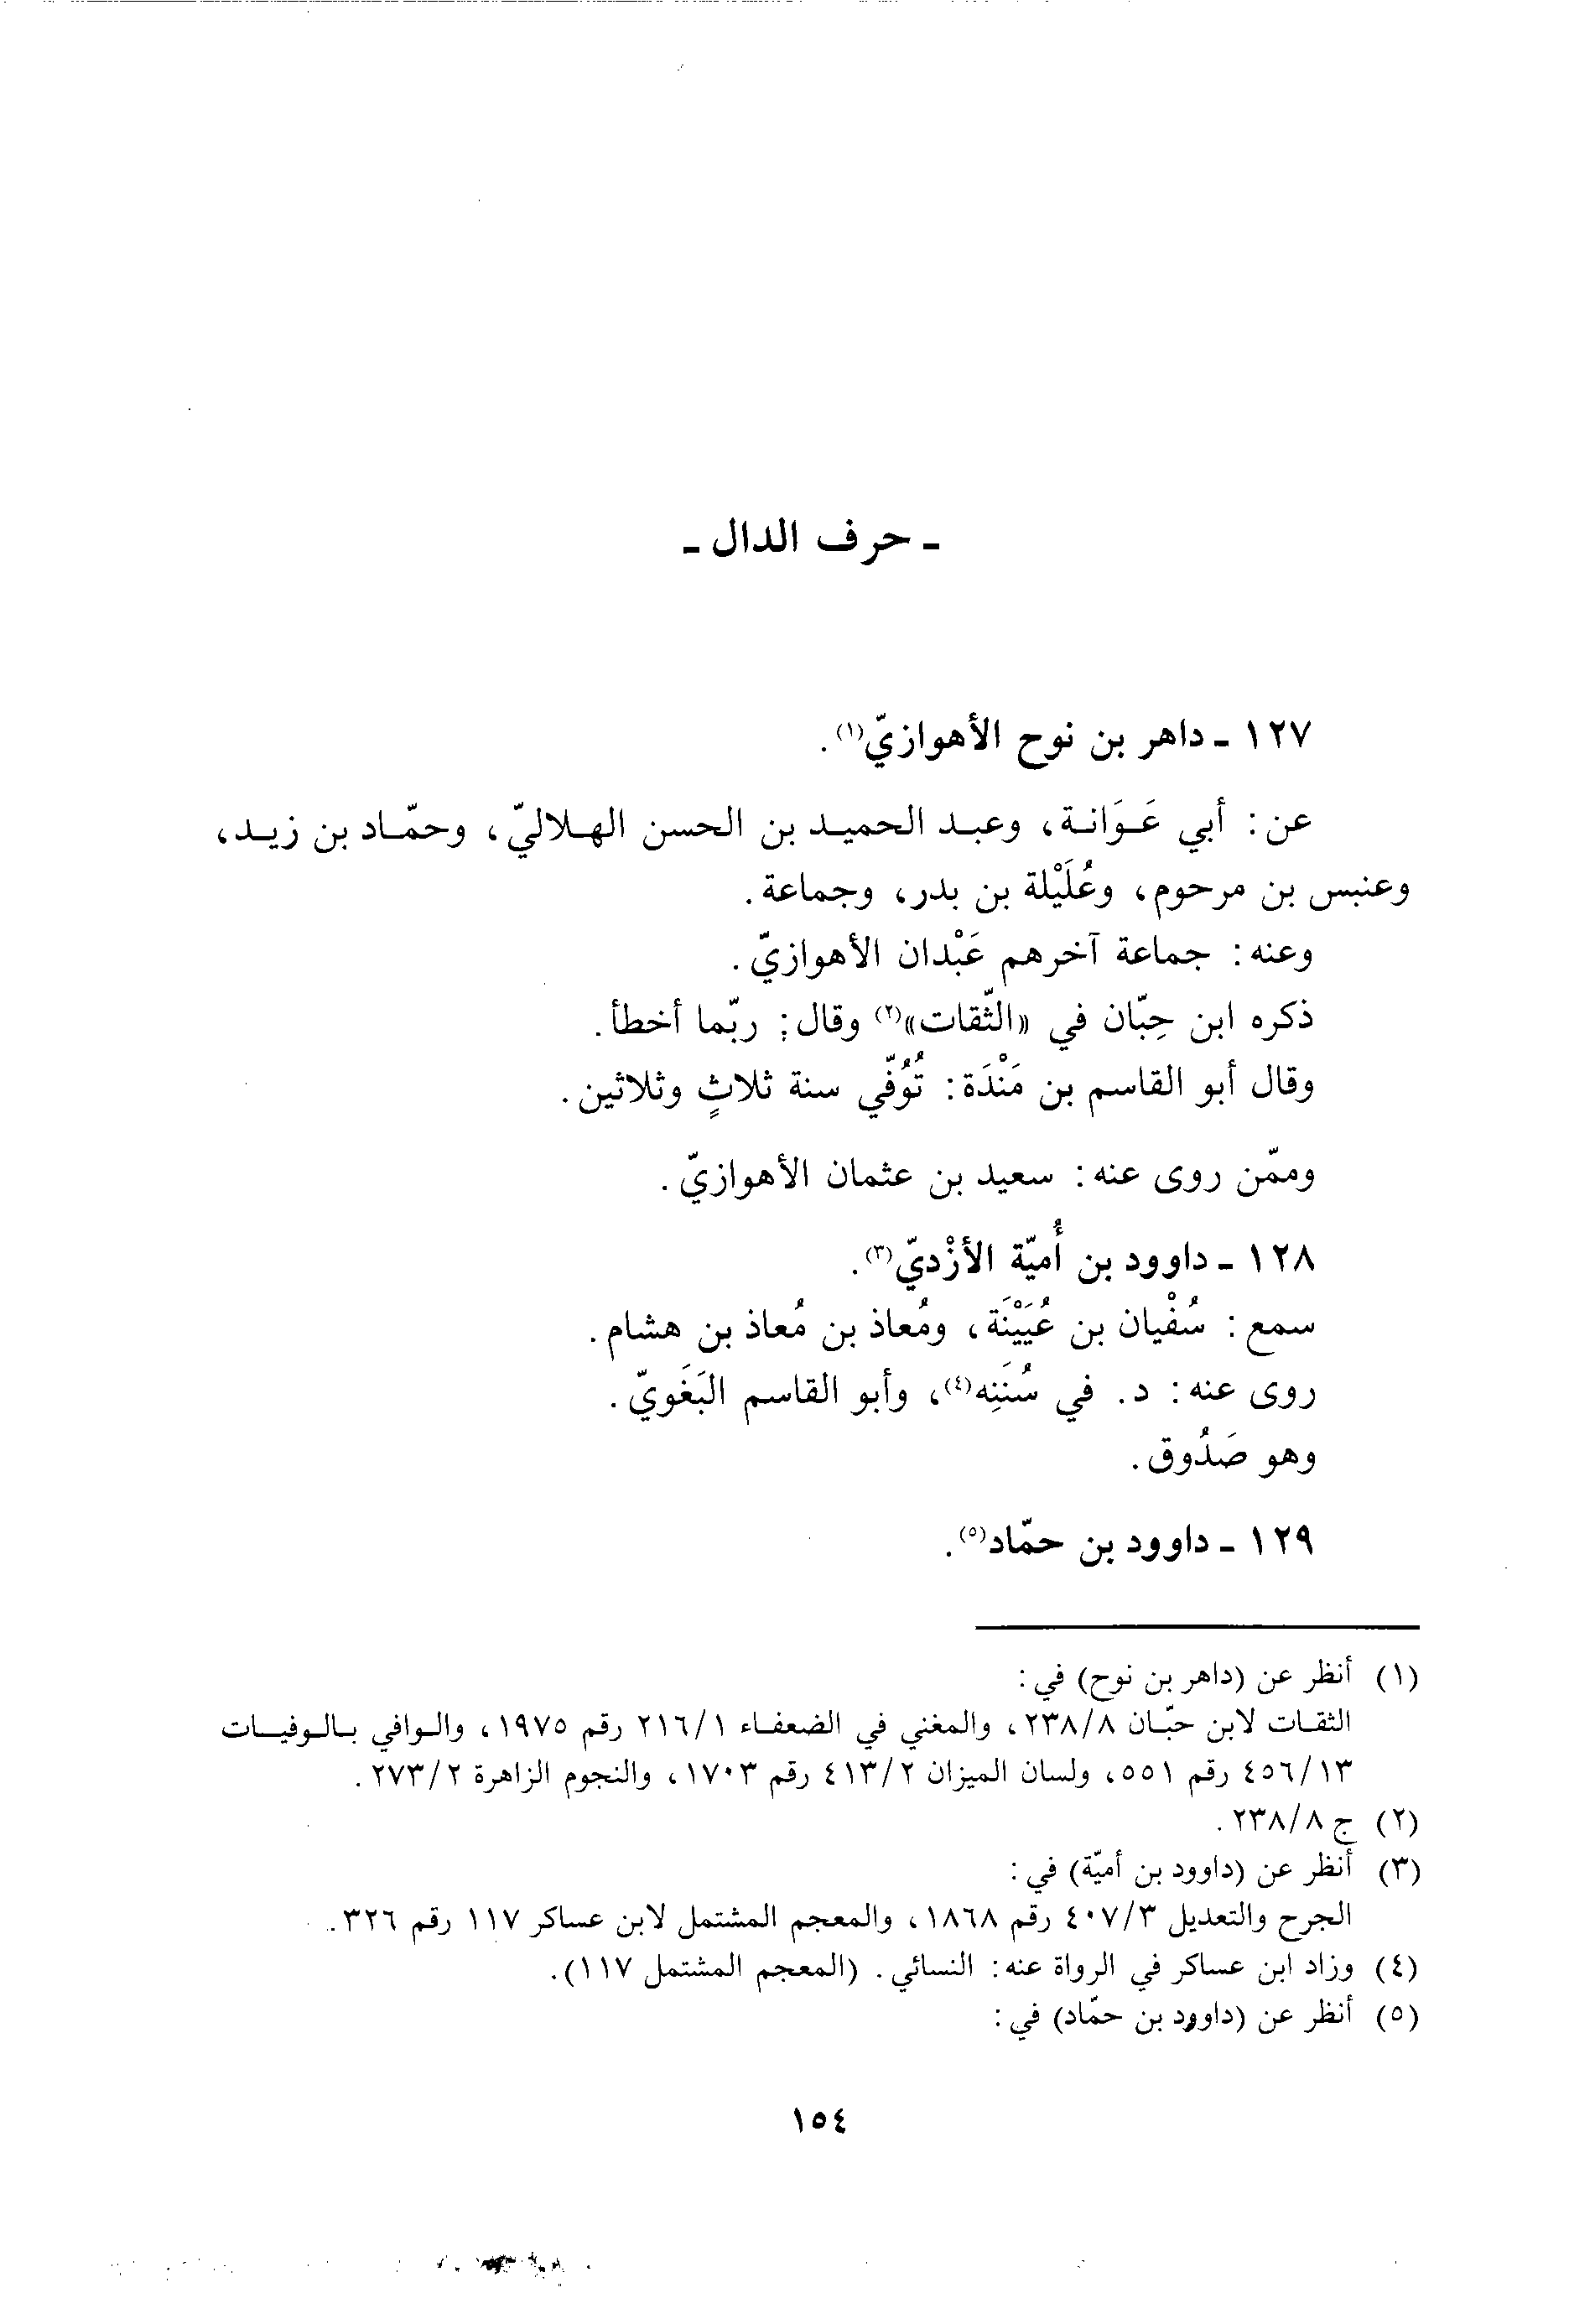 ـ حرف الدال ـ
١٢٧ ـ داهر بن نوح الأهوازيّ(١).
عن: أبي عَوَانة، وعبد الحميد بن الحسن الهلاليّ، وحمّاد بن زيد،
وعنبس بن مرحوم، وعُلَيْلة بن بدر، وجماعة.
وعنه: جماعة آخرهم عَبْدان الأهوازيّ.
ذكره ابن حِبّان في «الثّقات»(٢) وقال: ربّما أخطأ.
وقال أبو القاسم بن مَنْدَة: تُوُفّي سنة ثلاثٍ وثلاثين.
وممّن روى عنه: سعيد بن عثمان الأهوازيّ.
١٢٨ ـ داوود بن أُميّة الأزْديّ(٣).
سمع: سُفْيان بن عُيَيْنَة، ومُعاذ بن مُعاذ بن هشام.
روى عنه: د. في سُنَنِه(٤)، وأبو القاسم البَغَويّ.
وهو صَدُوق.
١٢٩ ـ داوود بن حمّاد(٥).
(١) أنظر عن (داهر بن نوح) في:
الثقات لابن حبّان ٢٣٨/٨، والمغني في الضعفاء ٢١٦/١ رقم ١٩٧٥، والوافي بالوفيات
٤٥٦/١٣ رقم ٥٥١، ولسان الميزان ٤١٣/٢ رقم ١٧٠٣، والنجوم الزاهرة ٢٧٣/٢.
(٢) ج ٢٣٨/٨.
(٣) أنظر عن (داوود بن أميّة) في:
الجرح والتعديل ٤٠٧/٣ رقم ١٨٦٨، والمعجم المشتمل لابن عساكر ١١٧ رقم ٣٢٦.
(٤) وزاد ابن عساكر في الرواة عنه: النسائي. (المعجم المشتمل ١١٧).
(٥) أنظر عن (داوود بن حمّاد) في:
١٥٤